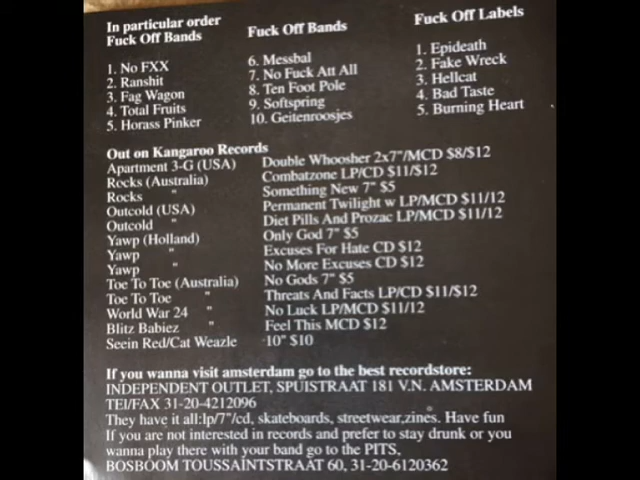 In particular order
Fuck Off Bands
1. No FXX
2. Ranshit
3. Fag Wagon
4. Total Fruits
5. Horass Pinker
Fuck Off Bands
6. Messbal
7. No Fuck Att All
8. Ten Foot Pole
9. Softspring
10. Geitenroosjes
Fuck Off Labels
1. Epideath
2. Fake Wreck
3. Hellcat
4. Bad Taste
5. Burning Heart
Out on Kangaroo Records
Apartment 3-G (USA) Double Whoosher 2x7"/MCD $8/$12
Rocks (Australia) Combatzone LP/CD $11/$12
Rocks " Something New 7" $5
Outcold (USA) Permanent Twilight w LP/MCD $11/12
Outcold " Diet Pills And Prozac LP/MCD $11/12
Yawp (Holland) Only God 7" $5
Yawp " Excuses For Hate CD $12
Yawp " No More Excuses CD $12
Toe To Toe (Australia) No Gods 7" $5
Toe To Toe " Threats And Facts LP/CD $11/$12
World War 24 " No Luck LP/MCD $11/12
Blitz Babiez " Feel This MCD $12
Seein Red/Cat Weazle 10" $10
If you wanna visit amsterdam go to the best recordstore:
INDEPENDENT OUTLET, SPUISTRAAT 181 V.N. AMSTERDAM
TEl/FAX 31-20-4212096
They have it all:lp/7"/cd, skateboards, streetwear,zines. Have fun
If you are not interested in records and prefer to stay drunk or you
wanna play there with your band go to the PITS,
BOSBOOM TOUSSAINTSTRAAT 60, 31-20-6120362